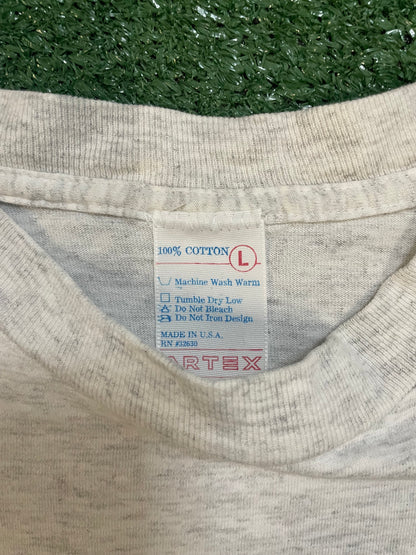 100% COTTON L
Machine Wash Warm
Tumble Dry Low
Do Not Bleach
Do Not Iron Design
MADE IN U.S.A.
RN #32630
ARTEX